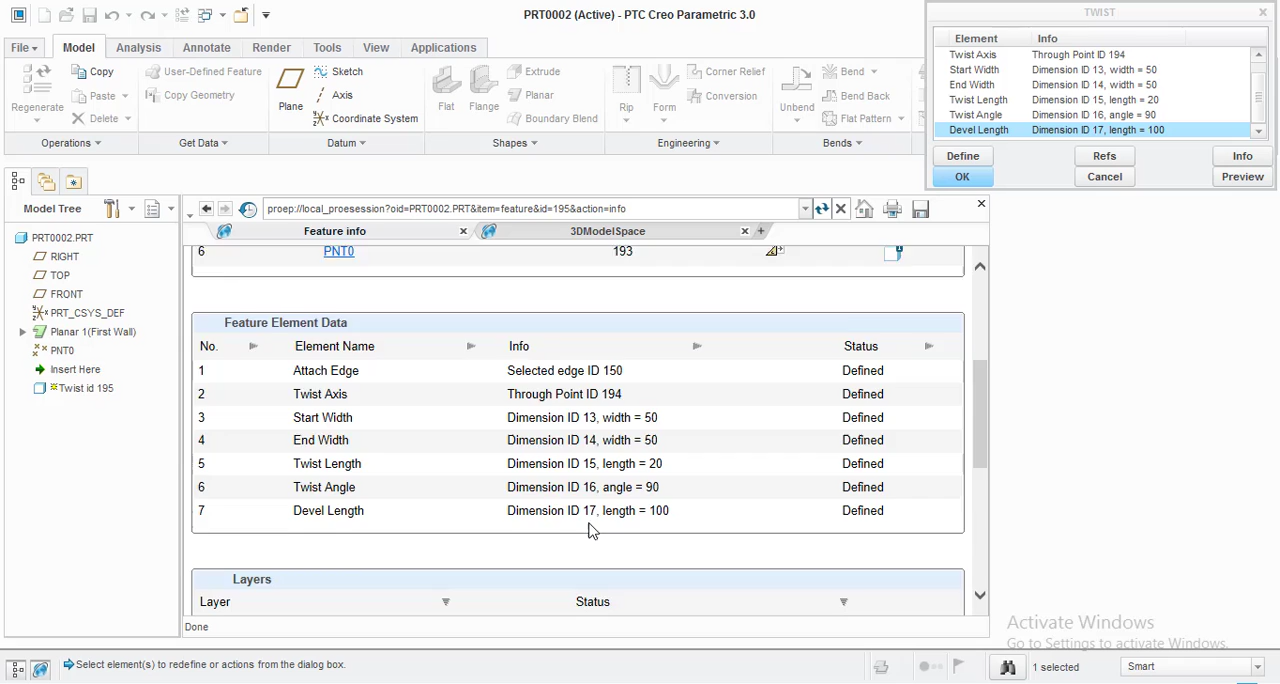 PRT0002 (Active) - PTC Creo Parametric 3.0
TWIST
File Model Analysis Annotate Render Tools View Applications
Element Info
Twist Axis Through Point ID 194
Start Width Dimension ID 13, width = 50
End Width Dimension ID 14, width = 50
Twist Length Dimension ID 15, length = 20
Twist Angle Dimension ID 16, angle = 90
Devel Length Dimension ID 17, length = 100
Define Refs Info
OK Cancel Preview
Regenerate
Copy
Paste
Delete
User-Defined Feature
Copy Geometry
Plane
Sketch
Axis
Coordinate System
Flat
Flange
Extrude
Planar
Boundary Blend
Rip
Form
Corner Relief
Conversion
Unbend
Bend
Bend Back
Flat Pattern
Operations Get Data Datum Shapes Engineering Bends
Model Tree
PRT0002.PRT
RIGHT
TOP
FRONT
PRT_CSYS_DEF
Planar 1(First Wall)
PNT0
Insert Here
Twist id 195
proep://local_proesession?oid=PRT0002.PRT&item=feature&id=195&action=info
Feature info 3DModelSpace
6 PNT0 193
Feature Element Data
No. Element Name Info Status
1 Attach Edge Selected edge ID 150 Defined
2 Twist Axis Through Point ID 194 Defined
3 Start Width Dimension ID 13, width = 50 Defined
4 End Width Dimension ID 14, width = 50 Defined
5 Twist Length Dimension ID 15, length = 20 Defined
6 Twist Angle Dimension ID 16, angle = 90 Defined
7 Devel Length Dimension ID 17, length = 100 Defined
Layers
Layer Status
Done
Activate Windows
Go to Settings to activate Windows.
Select element(s) to redefine or actions from the dialog box.
1 selected
Smart